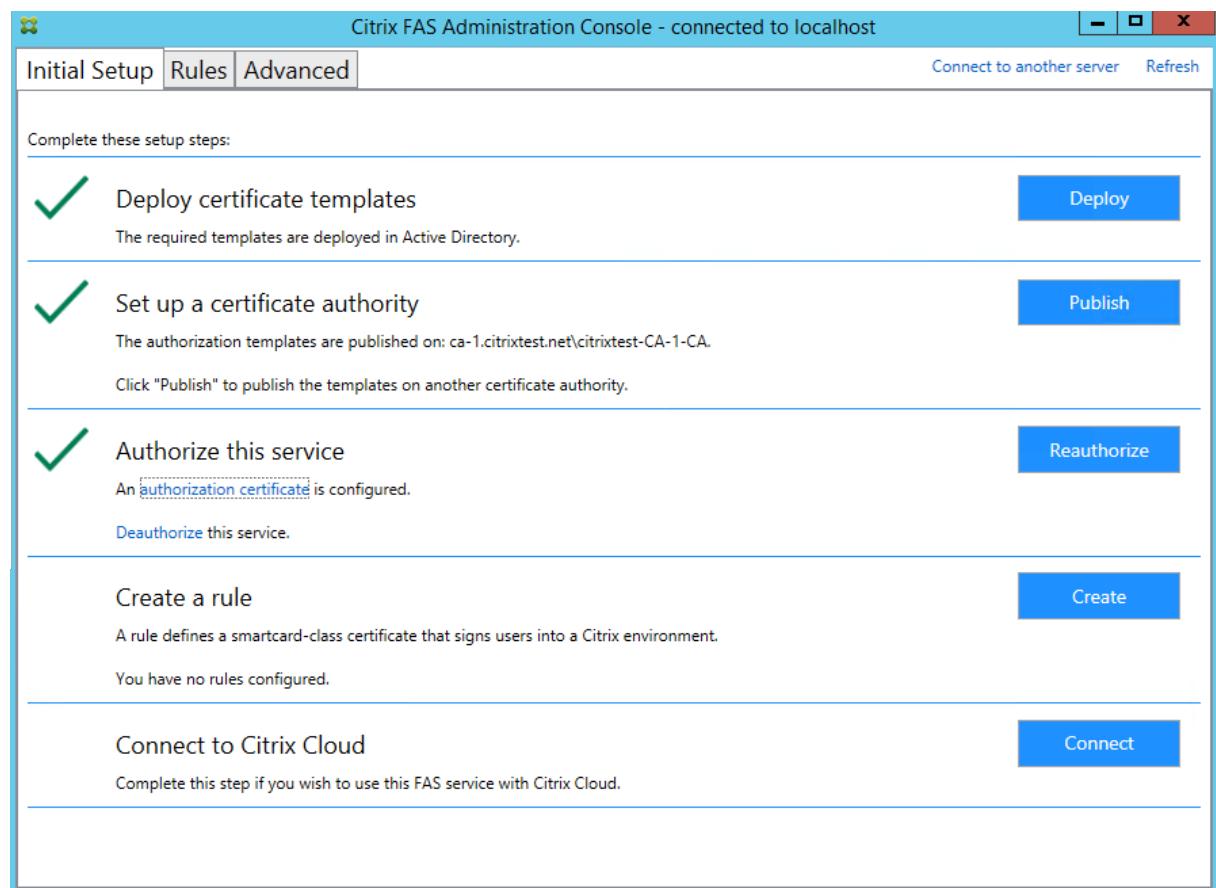 Citrix FAS Administration Console - connected to localhost
Initial Setup Rules Advanced Connect to another server Refresh
Complete these setup steps:
Deploy certificate templates
Deploy
The required templates are deployed in Active Directory.
Set up a certificate authority
Publish
The authorization templates are published on: ca-1.citrixtest.net\citrixtest-CA-1-CA.
Click "Publish" to publish the templates on another certificate authority.
Authorize this service
Reauthorize
An authorization certificate is configured.
Deauthorize this service.
Create a rule
Create
A rule defines a smartcard-class certificate that signs users into a Citrix environment.
You have no rules configured.
Connect to Citrix Cloud
Connect
Complete this step if you wish to use this FAS service with Citrix Cloud.